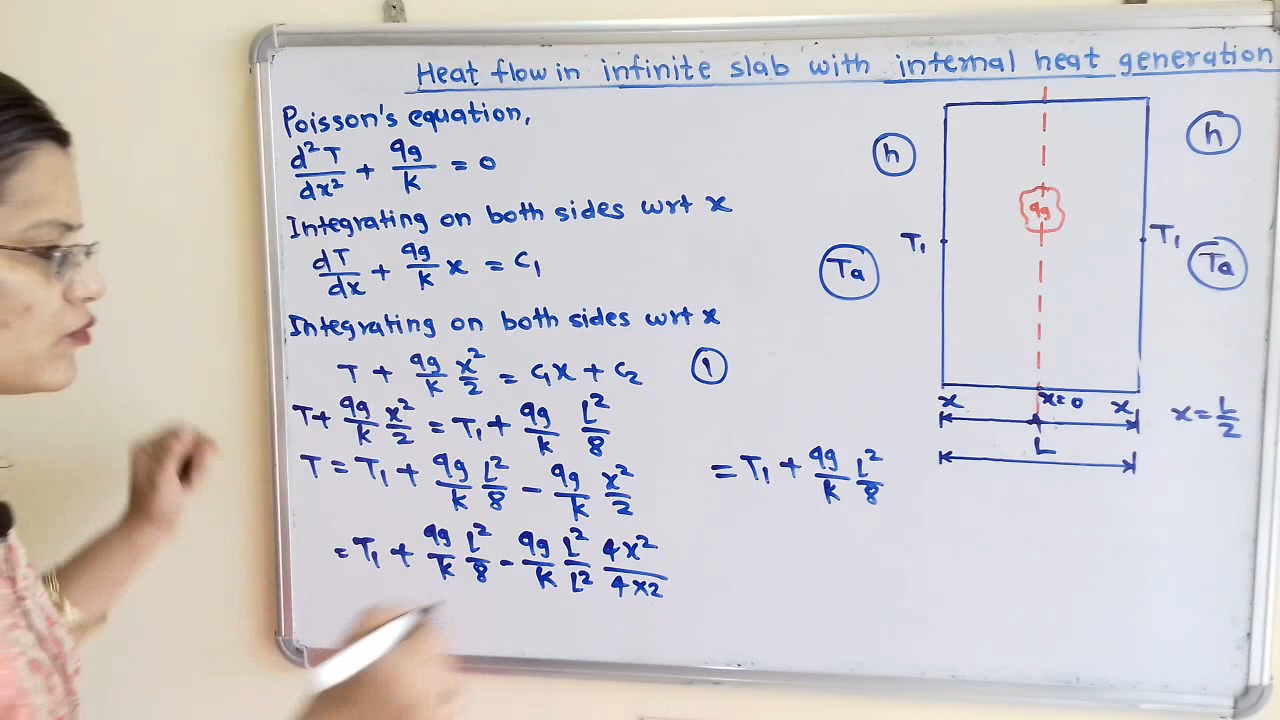 Heat flow in infinite slab with internal heat generation
Poisson's equation,
d²T/dx² + qg/k = 0
Integrating on both sides wrt x
dT/dx + qg/k x = C₁
Integrating on both sides wrt x
T + qg/k x²/2 = C₁x + C₂ ①
T + qg/k x²/2 = T₁ + qg/k L²/8
T = T₁ + qg/k L²/8 - qg/k x²/2
= T₁ + qg/k L²/8 - qg/k L²/L² 4x²/4x2
= T₁ + qg/k L²/8
h
h
qg
T₁
T₁
Ta
Ta
x
x=0
x
x = L/2
L